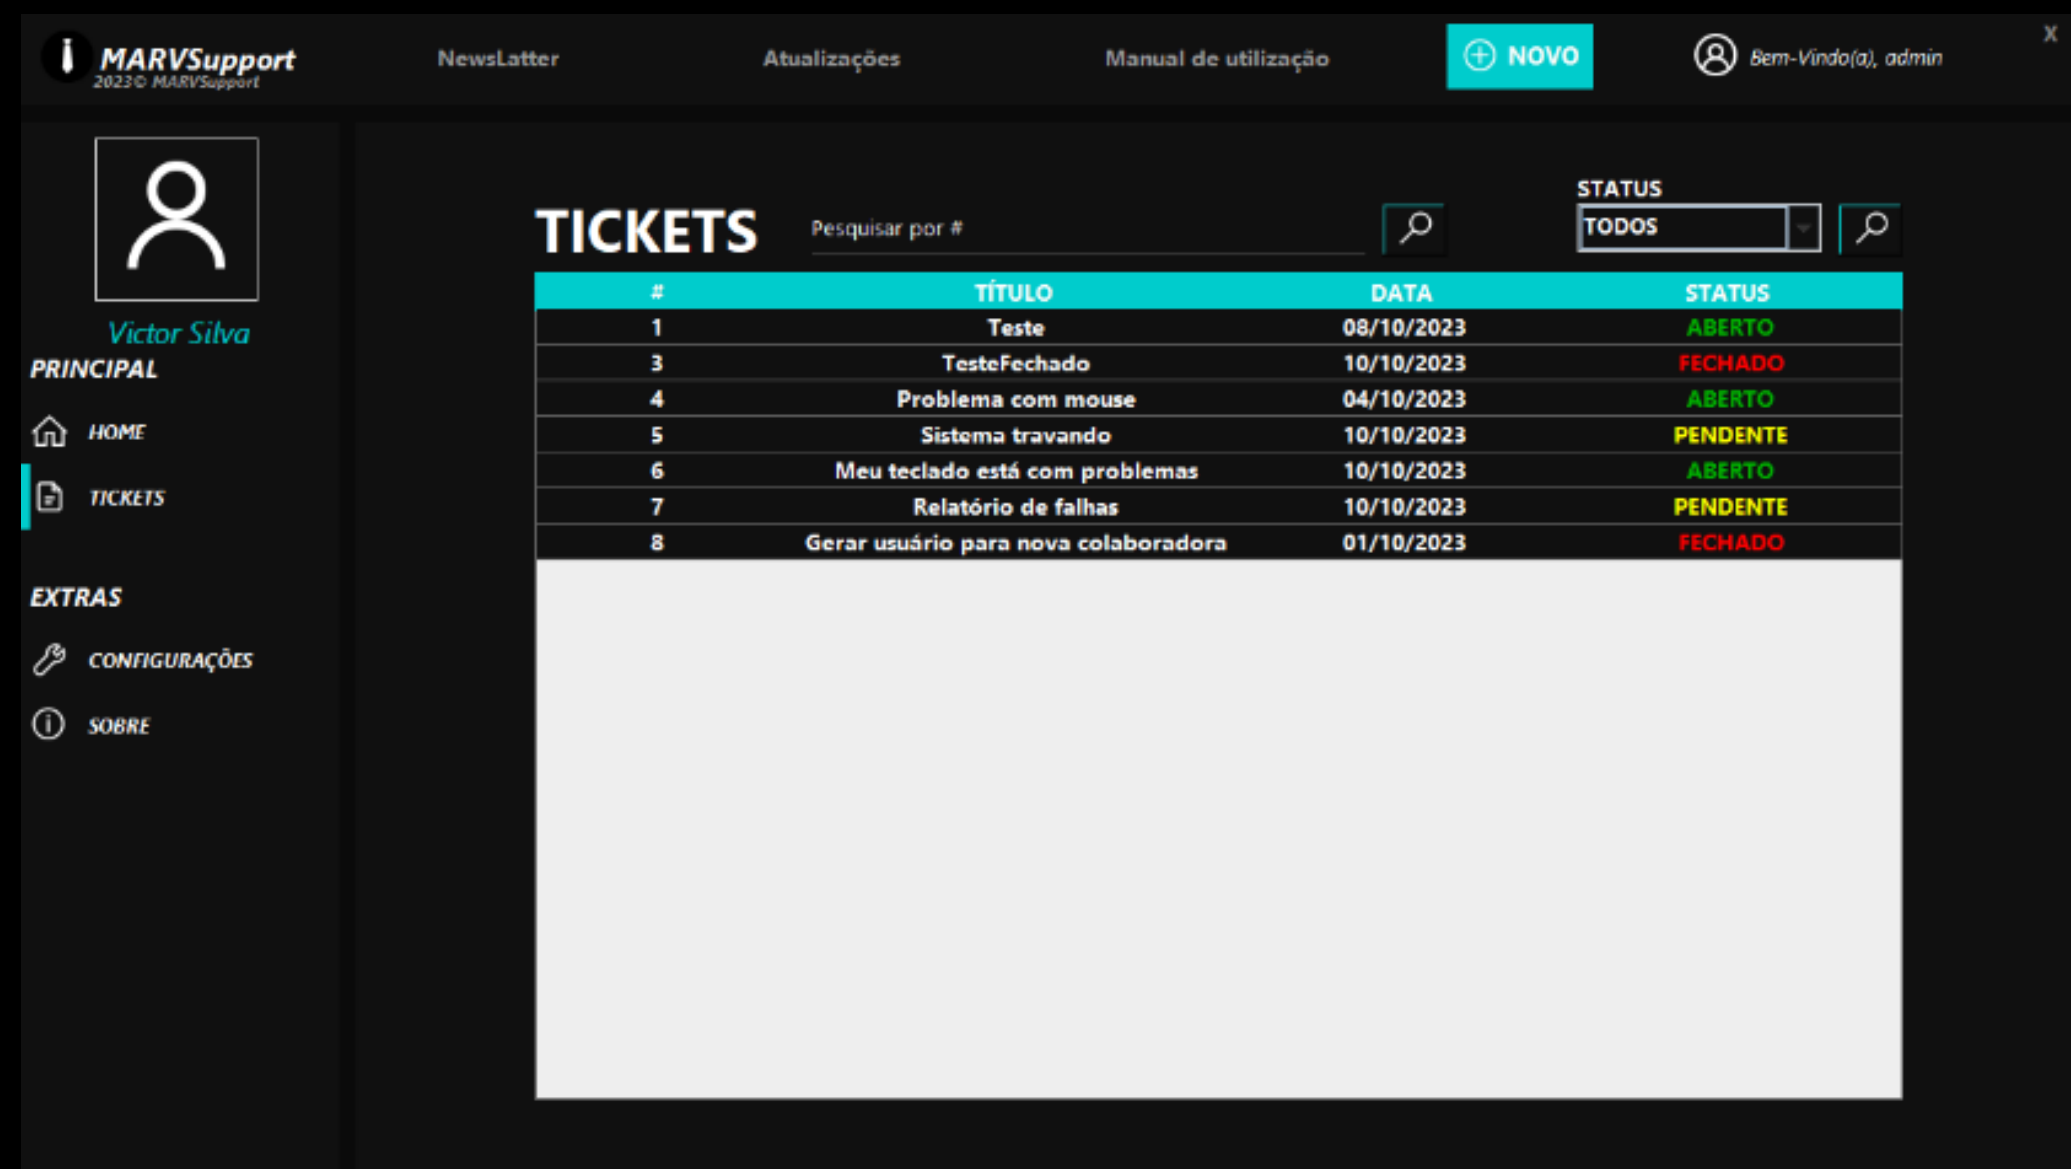 MARVSupport
2023© MARVSupport
NewsLatter
Atualizações
Manual de utilização
NOVO
Bem-Vindo(a), admin
X
Victor Silva
PRINCIPAL
HOME
TICKETS
EXTRAS
CONFIGURAÇÕES
SOBRE
TICKETS
Pesquisar por #
STATUS
TODOS
# TÍTULO DATA STATUS
1 Teste 08/10/2023 ABERTO
3 TesteFechado 10/10/2023 FECHADO
4 Problema com mouse 04/10/2023 ABERTO
5 Sistema travando 10/10/2023 PENDENTE
6 Meu teclado está com problemas 10/10/2023 ABERTO
7 Relatório de falhas 10/10/2023 PENDENTE
8 Gerar usuário para nova colaboradora 01/10/2023 FECHADO